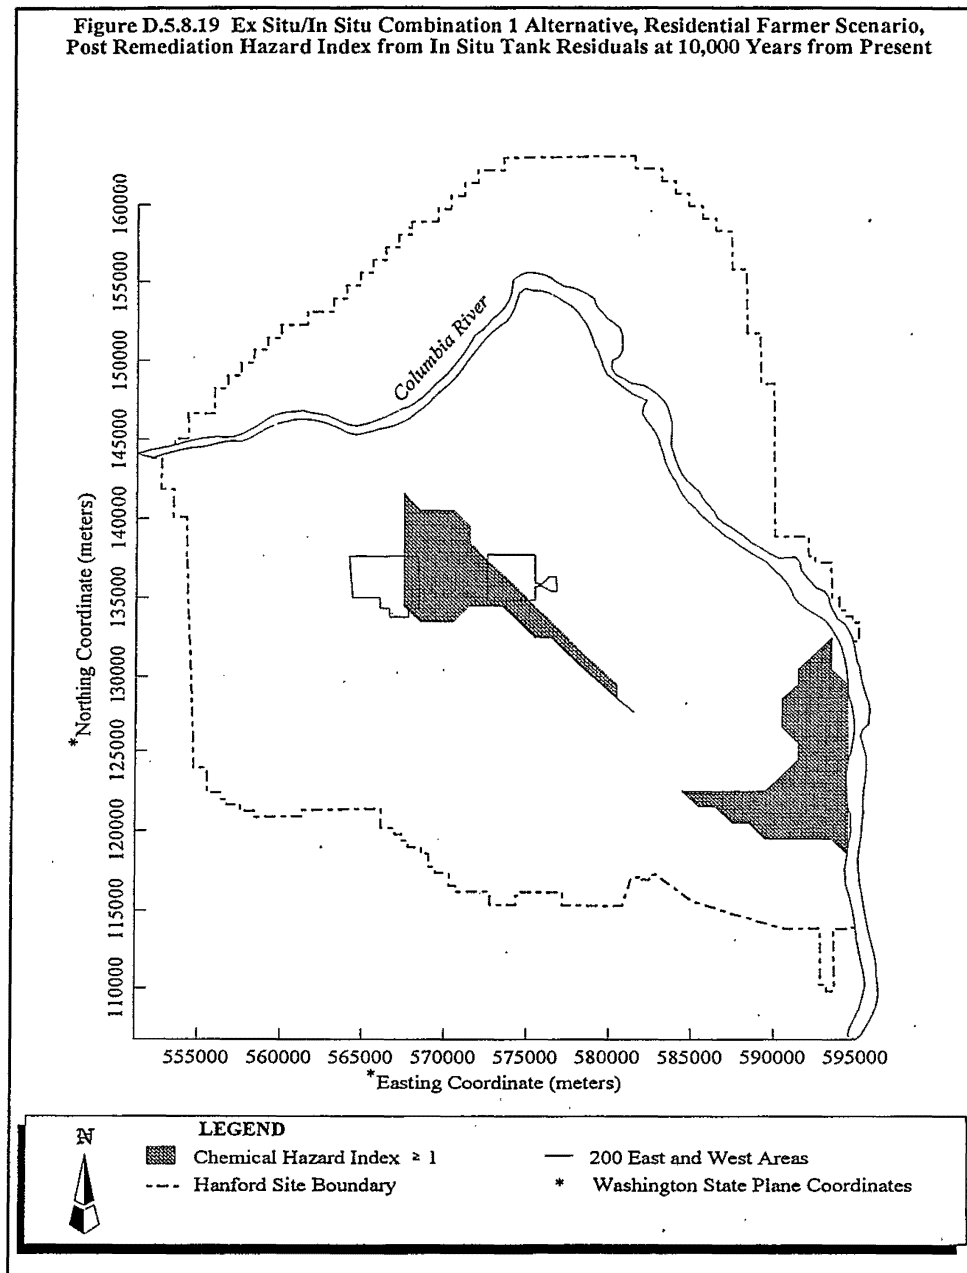 Figure D.5.8.19 Ex Situ/In Situ Combination 1 Alternative, Residential Farmer Scenario,
Post Remediation Hazard Index from In Situ Tank Residuals at 10,000 Years from Present
160000
155000
150000
145000
140000
135000
130000
125000
120000
115000
110000
*Northing Coordinate (meters)
Columbia River
555000 560000 565000 570000 575000 580000 585000 590000 595000
*Easting Coordinate (meters)
N
LEGEND
Chemical Hazard Index ≥ 1
Hanford Site Boundary
200 East and West Areas
* Washington State Plane Coordinates